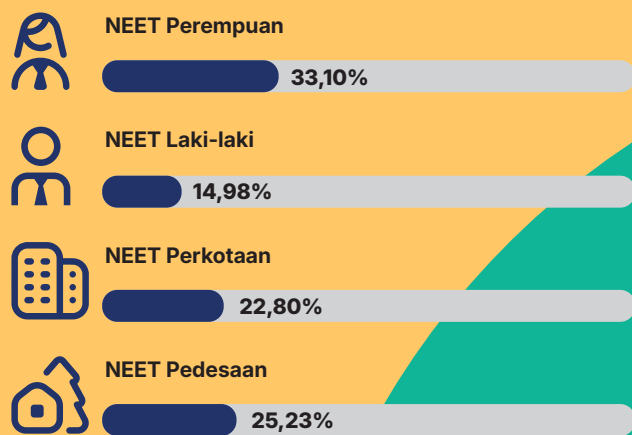 NEET Perempuan
33,10%
NEET Laki-laki
14,98%
NEET Perkotaan
22,80%
NEET Pedesaan
25,23%